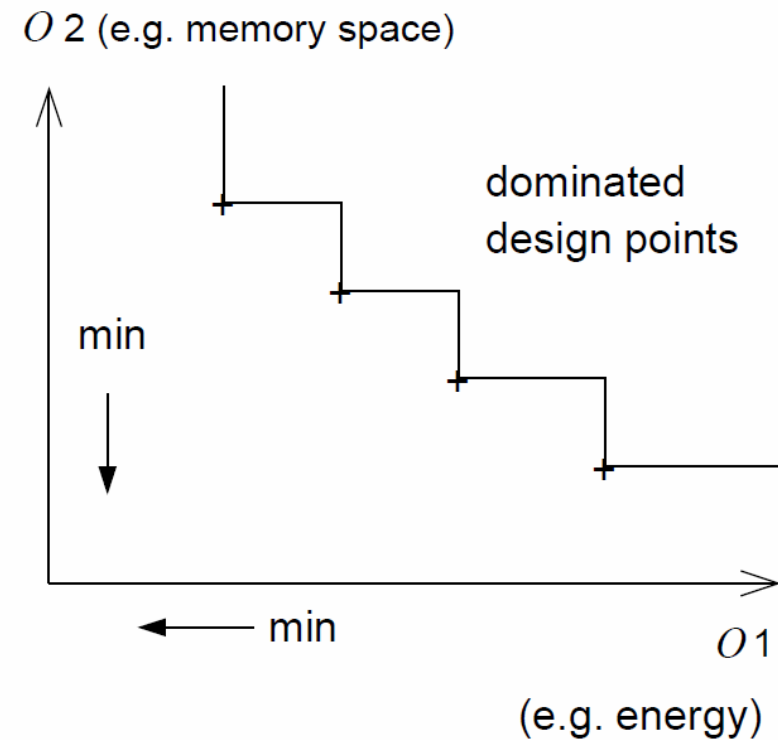 O 2 (e.g. memory space)
dominated
design points
min
min
O 1
(e.g. energy)